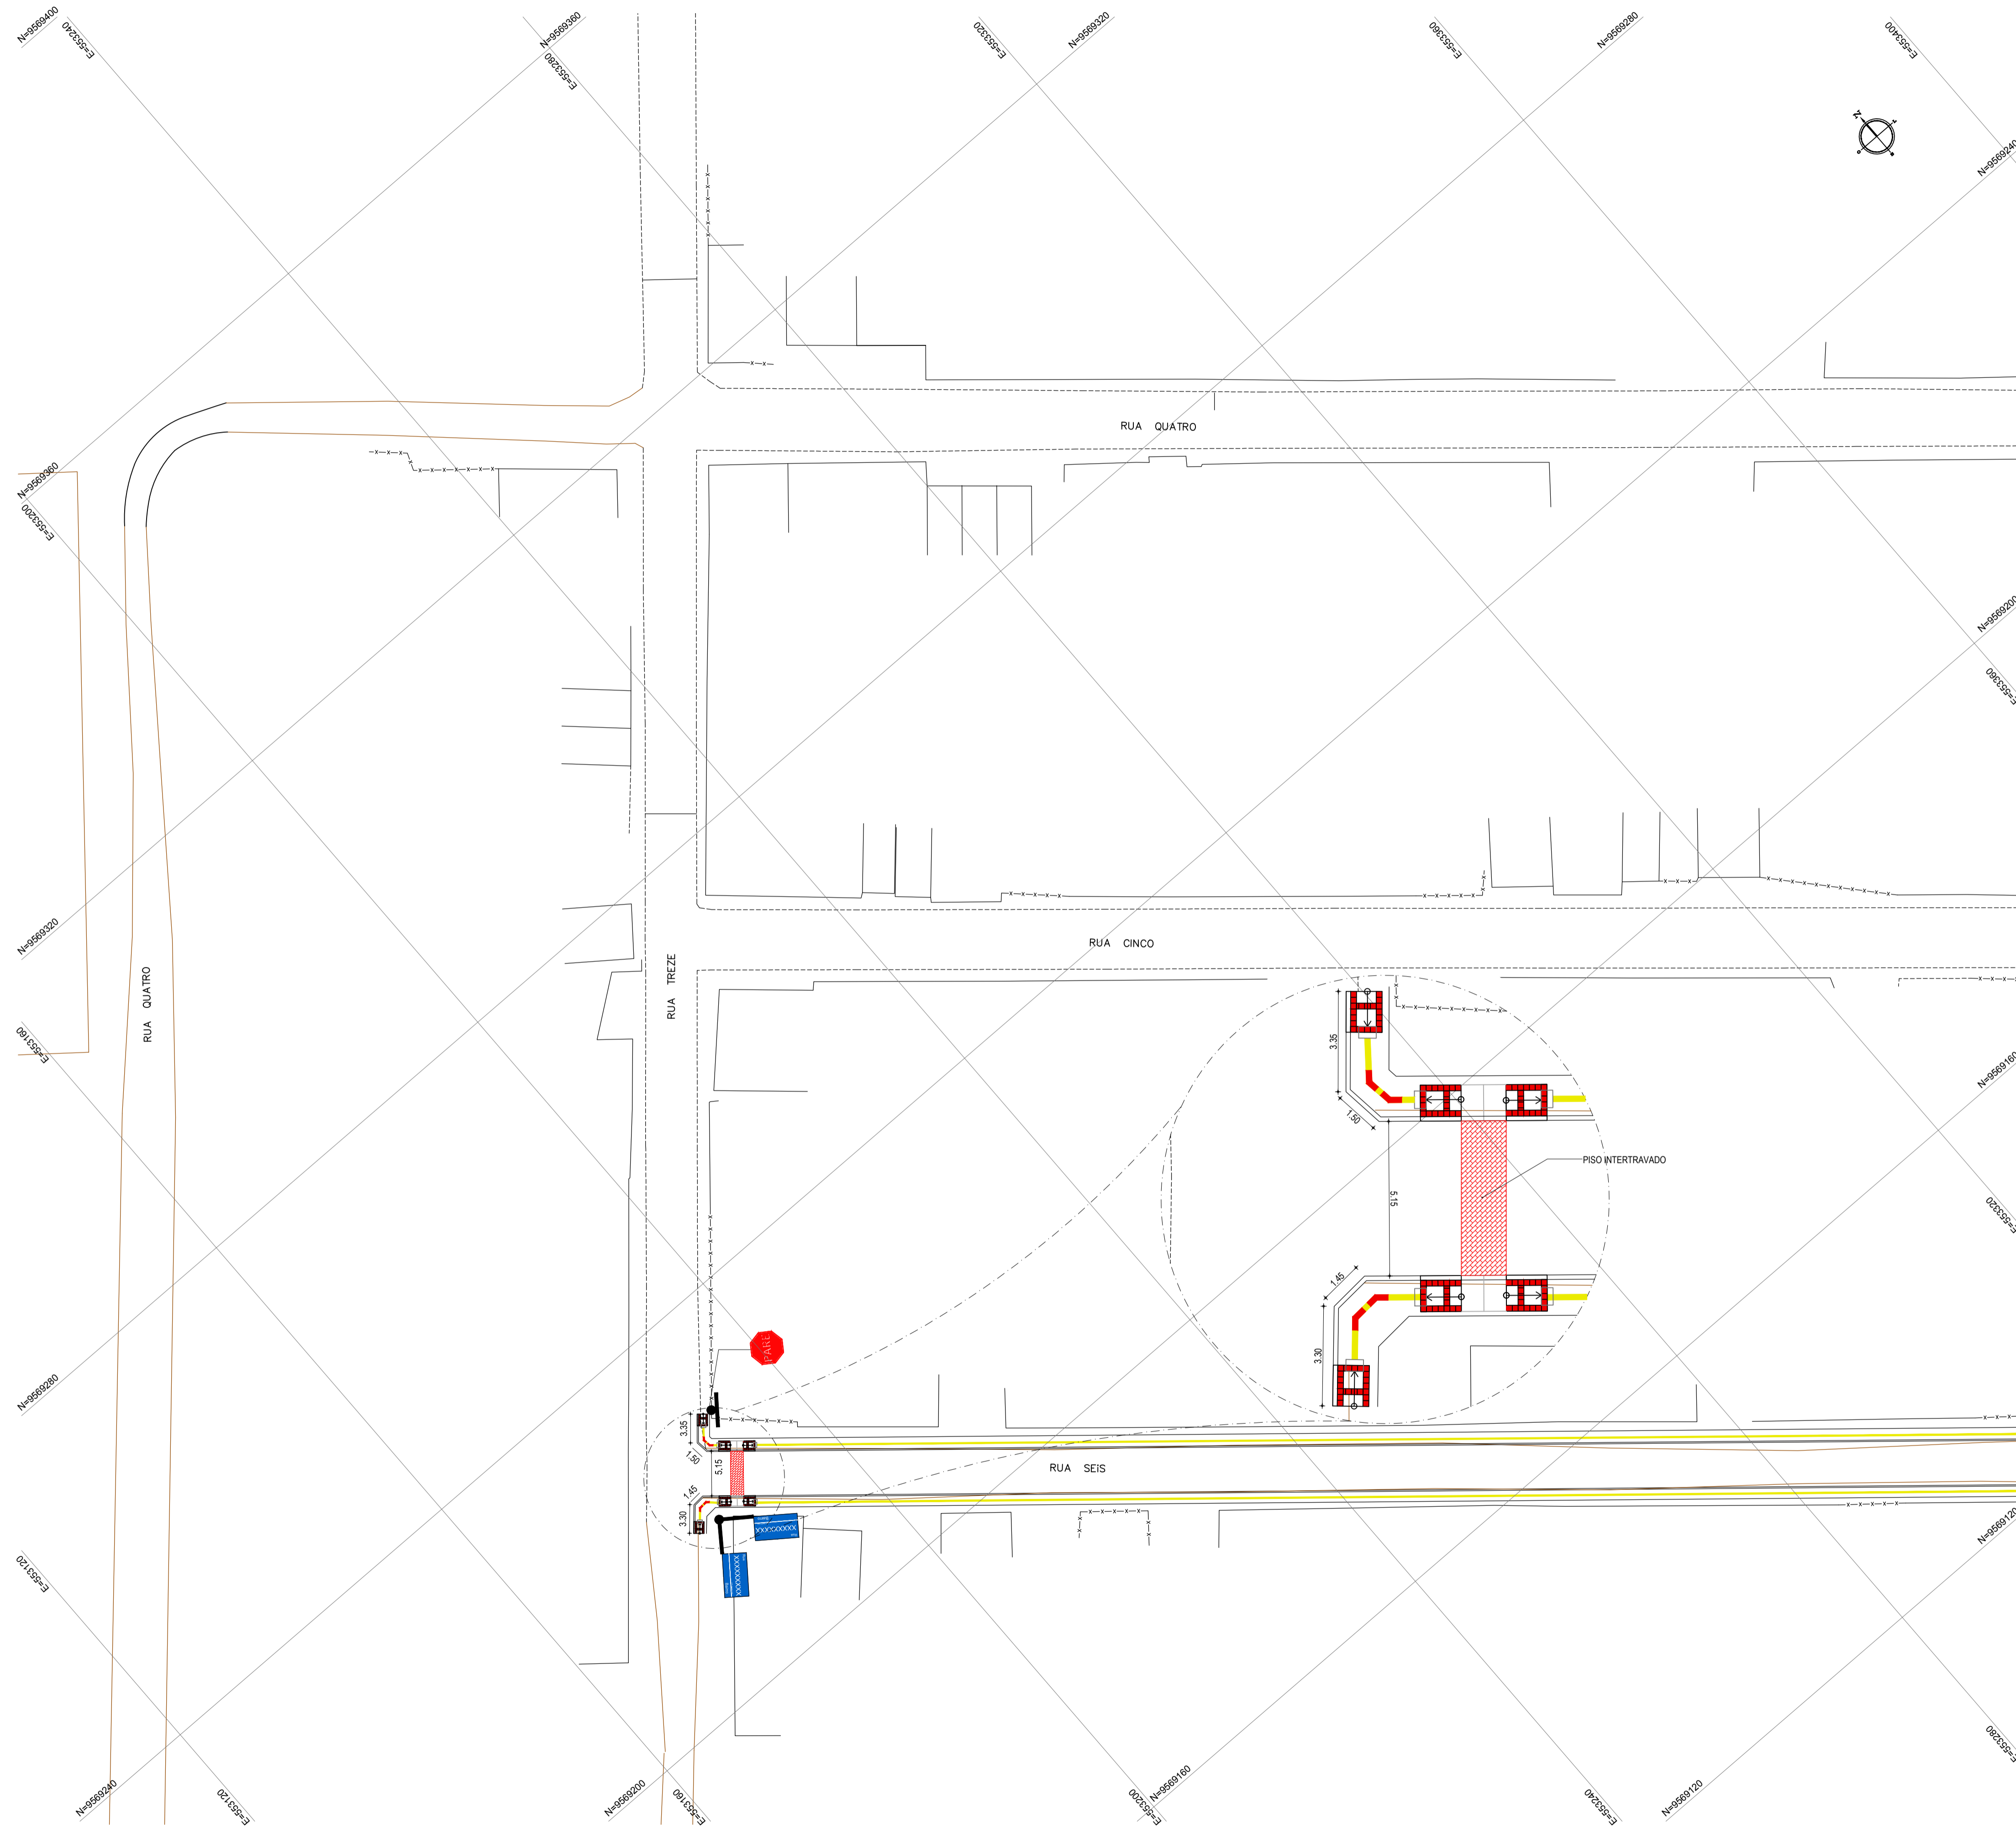 N=9569400
E=553240
N=9569360
E=553280
E=553320
N=9569320
E=553360
N=9569280
E=553400
N
N=9569240
RUA QUATRO
N=9569360
E=553200
N=9569200
E=553360
N=9569320
RUA CINCO
RUA TREZE
RUA QUATRO
E=553160
N=9569160
3.35
1.50
PISO INTERTRAVADO
5.15
E=553320
1.45
3.30
PARE
N=9569280
3.35
1.50
5.15
RUA SEIS
1.45
3.30
XXXXXXXXX
XXXXXXXXX
N=9569120
E=553120
E=553280
N=9569240
E=553120
N=9569200
E=553160
N=9569160
E=553200
E=553240
N=9569120